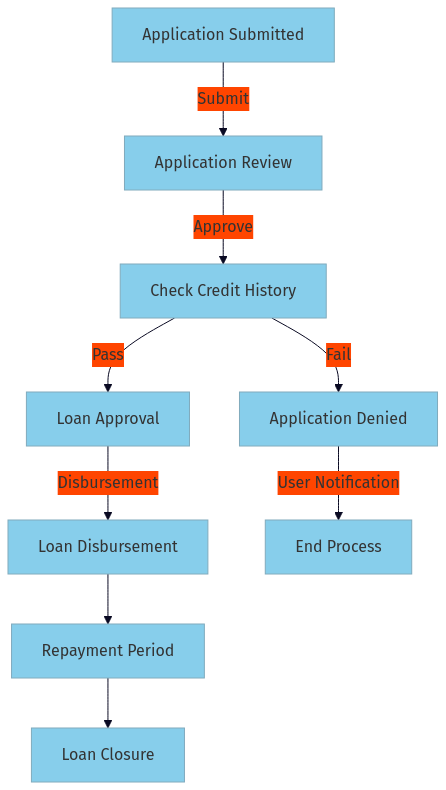 Application Submitted
Submit
Application Review
Approve
Check Credit History
Pass
Fail
Loan Approval
Application Denied
Disbursement
User Notification
Loan Disbursement
End Process
Repayment Period
Loan Closure